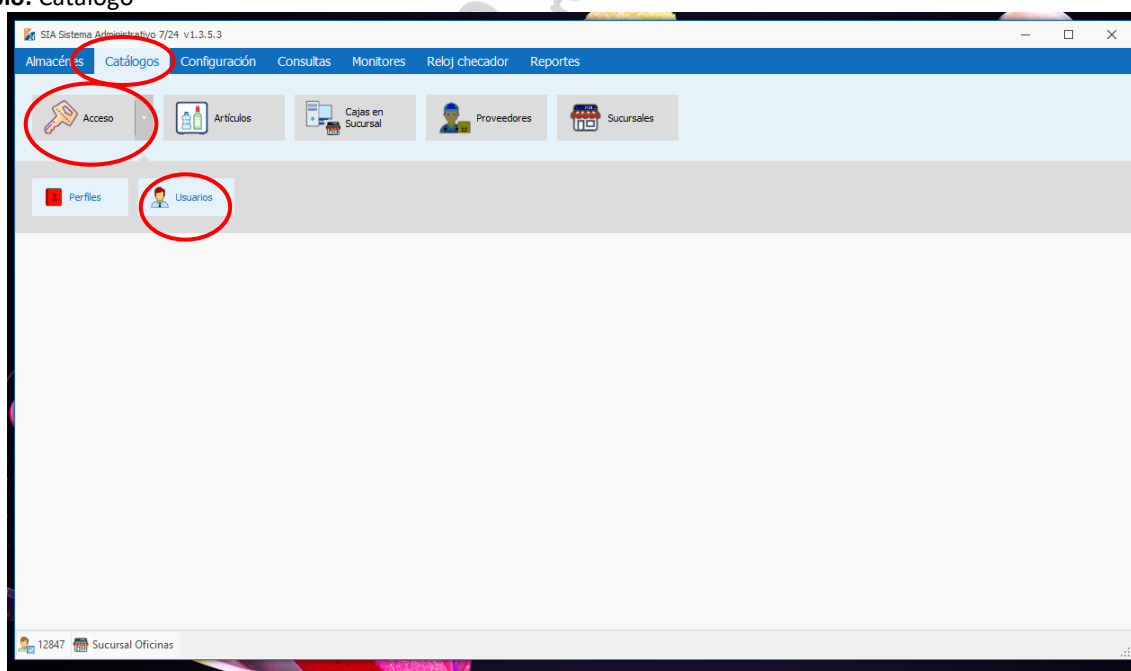 Catálogo
SIA Sistema Administrativo 7/24 v1.3.5.3
Almacénes Catálogos Configuración Consultas Monitores Reloj checador Reportes
Acceso Artículos Cajas en Sucursal Proveedores Sucursales
Perfiles Usuarios
12847 Sucursal Oficinas